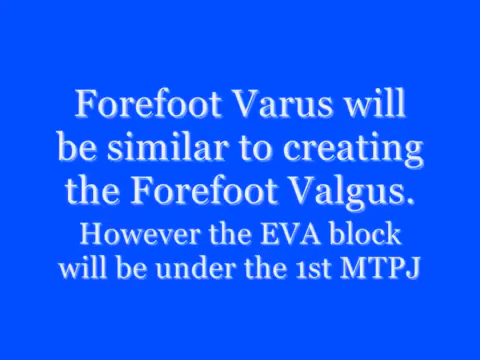 Forefoot Varus will
be similar to creating
the Forefoot Valgus.
However the EVA block
will be under the 1st MTPJ